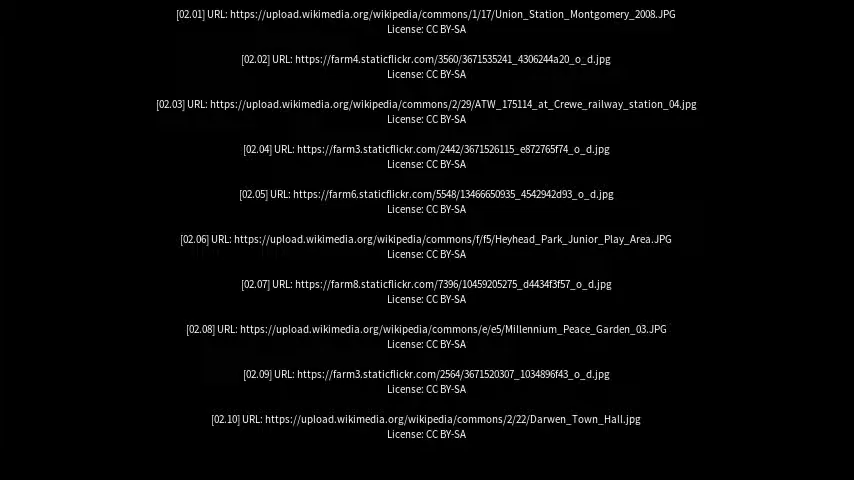 [02.01] URL: https://upload.wikimedia.org/wikipedia/commons/1/17/Union_Station_Montgomery_2008.JPG
License: CC BY-SA
[02.02] URL: https://farm4.staticflickr.com/3560/3671535241_4306244a20_o_d.jpg
License: CC BY-SA
[02.03] URL: https://upload.wikimedia.org/wikipedia/commons/2/29/ATW_175114_at_Crewe_railway_station_04.jpg
License: CC BY-SA
[02.04] URL: https://farm3.staticflickr.com/2442/3671526115_e872765f74_o_d.jpg
License: CC BY-SA
[02.05] URL: https://farm6.staticflickr.com/5548/13466650935_4542942d93_o_d.jpg
License: CC BY-SA
[02.06] URL: https://upload.wikimedia.org/wikipedia/commons/f/f5/Heyhead_Park_Junior_Play_Area.JPG
License: CC BY-SA
[02.07] URL: https://farm8.staticflickr.com/7396/10459205275_d4434f3f57_o_d.jpg
License: CC BY-SA
[02.08] URL: https://upload.wikimedia.org/wikipedia/commons/e/e5/Millennium_Peace_Garden_03.JPG
License: CC BY-SA
[02.09] URL: https://farm3.staticflickr.com/2564/3671520307_1034896f43_o_d.jpg
License: CC BY-SA
[02.10] URL: https://upload.wikimedia.org/wikipedia/commons/2/22/Darwen_Town_Hall.jpg
License: CC BY-SA